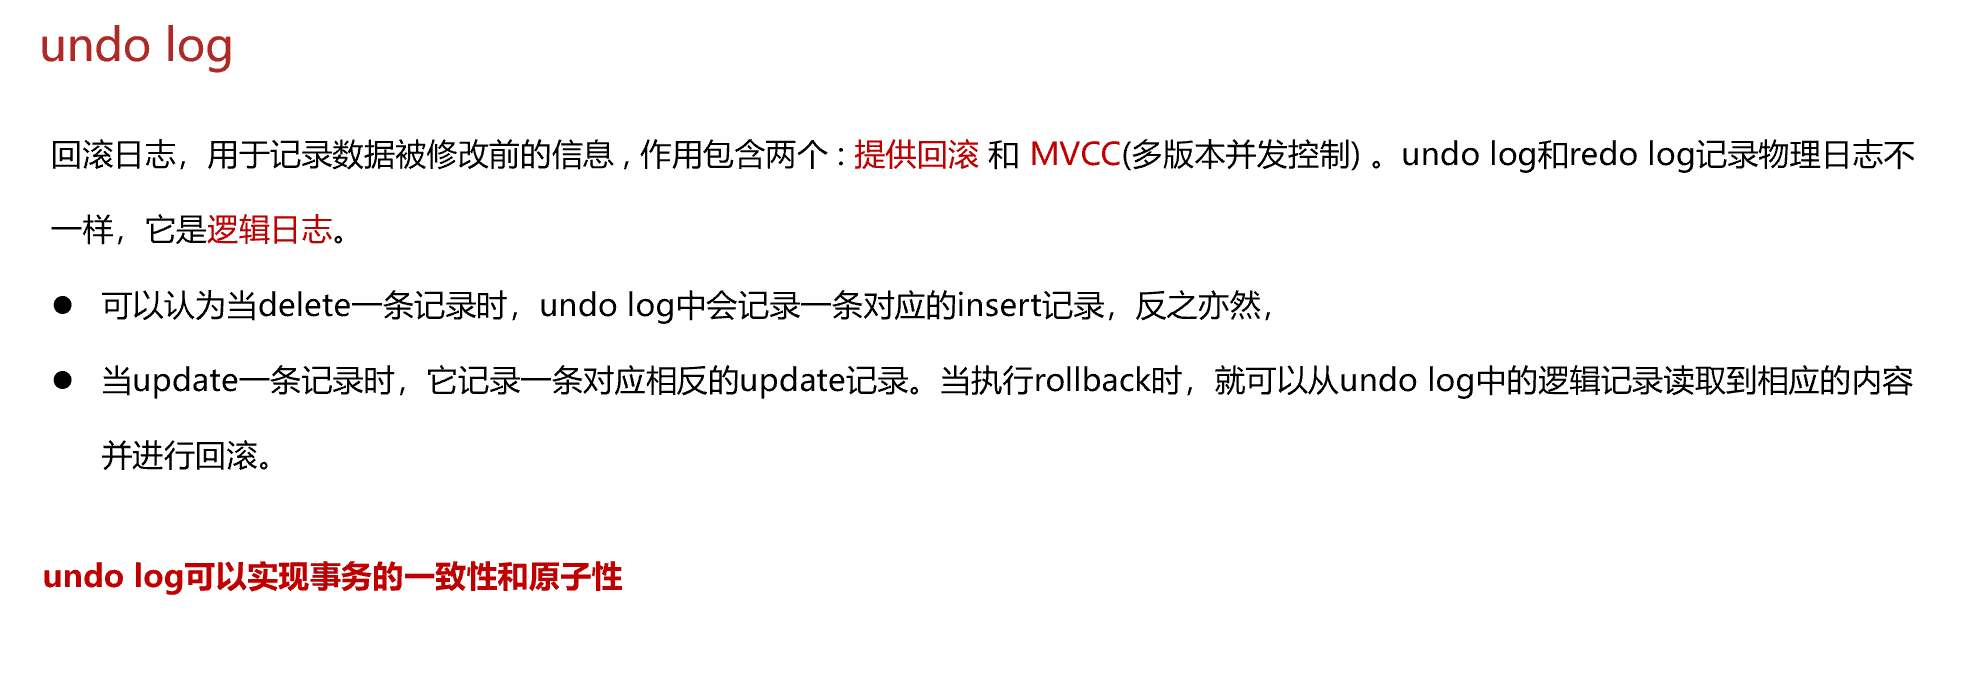 undo log
回滚日志，用于记录数据被修改前的信息 , 作用包含两个 : 提供回滚 和 MVCC(多版本并发控制) 。undo log和redo log记录物理日志不
一样，它是逻辑日志。
● 可以认为当delete一条记录时，undo log中会记录一条对应的insert记录，反之亦然，
● 当update一条记录时，它记录一条对应相反的update记录。当执行rollback时，就可以从undo log中的逻辑记录读取到相应的内容
并进行回滚。
undo log可以实现事务的一致性和原子性